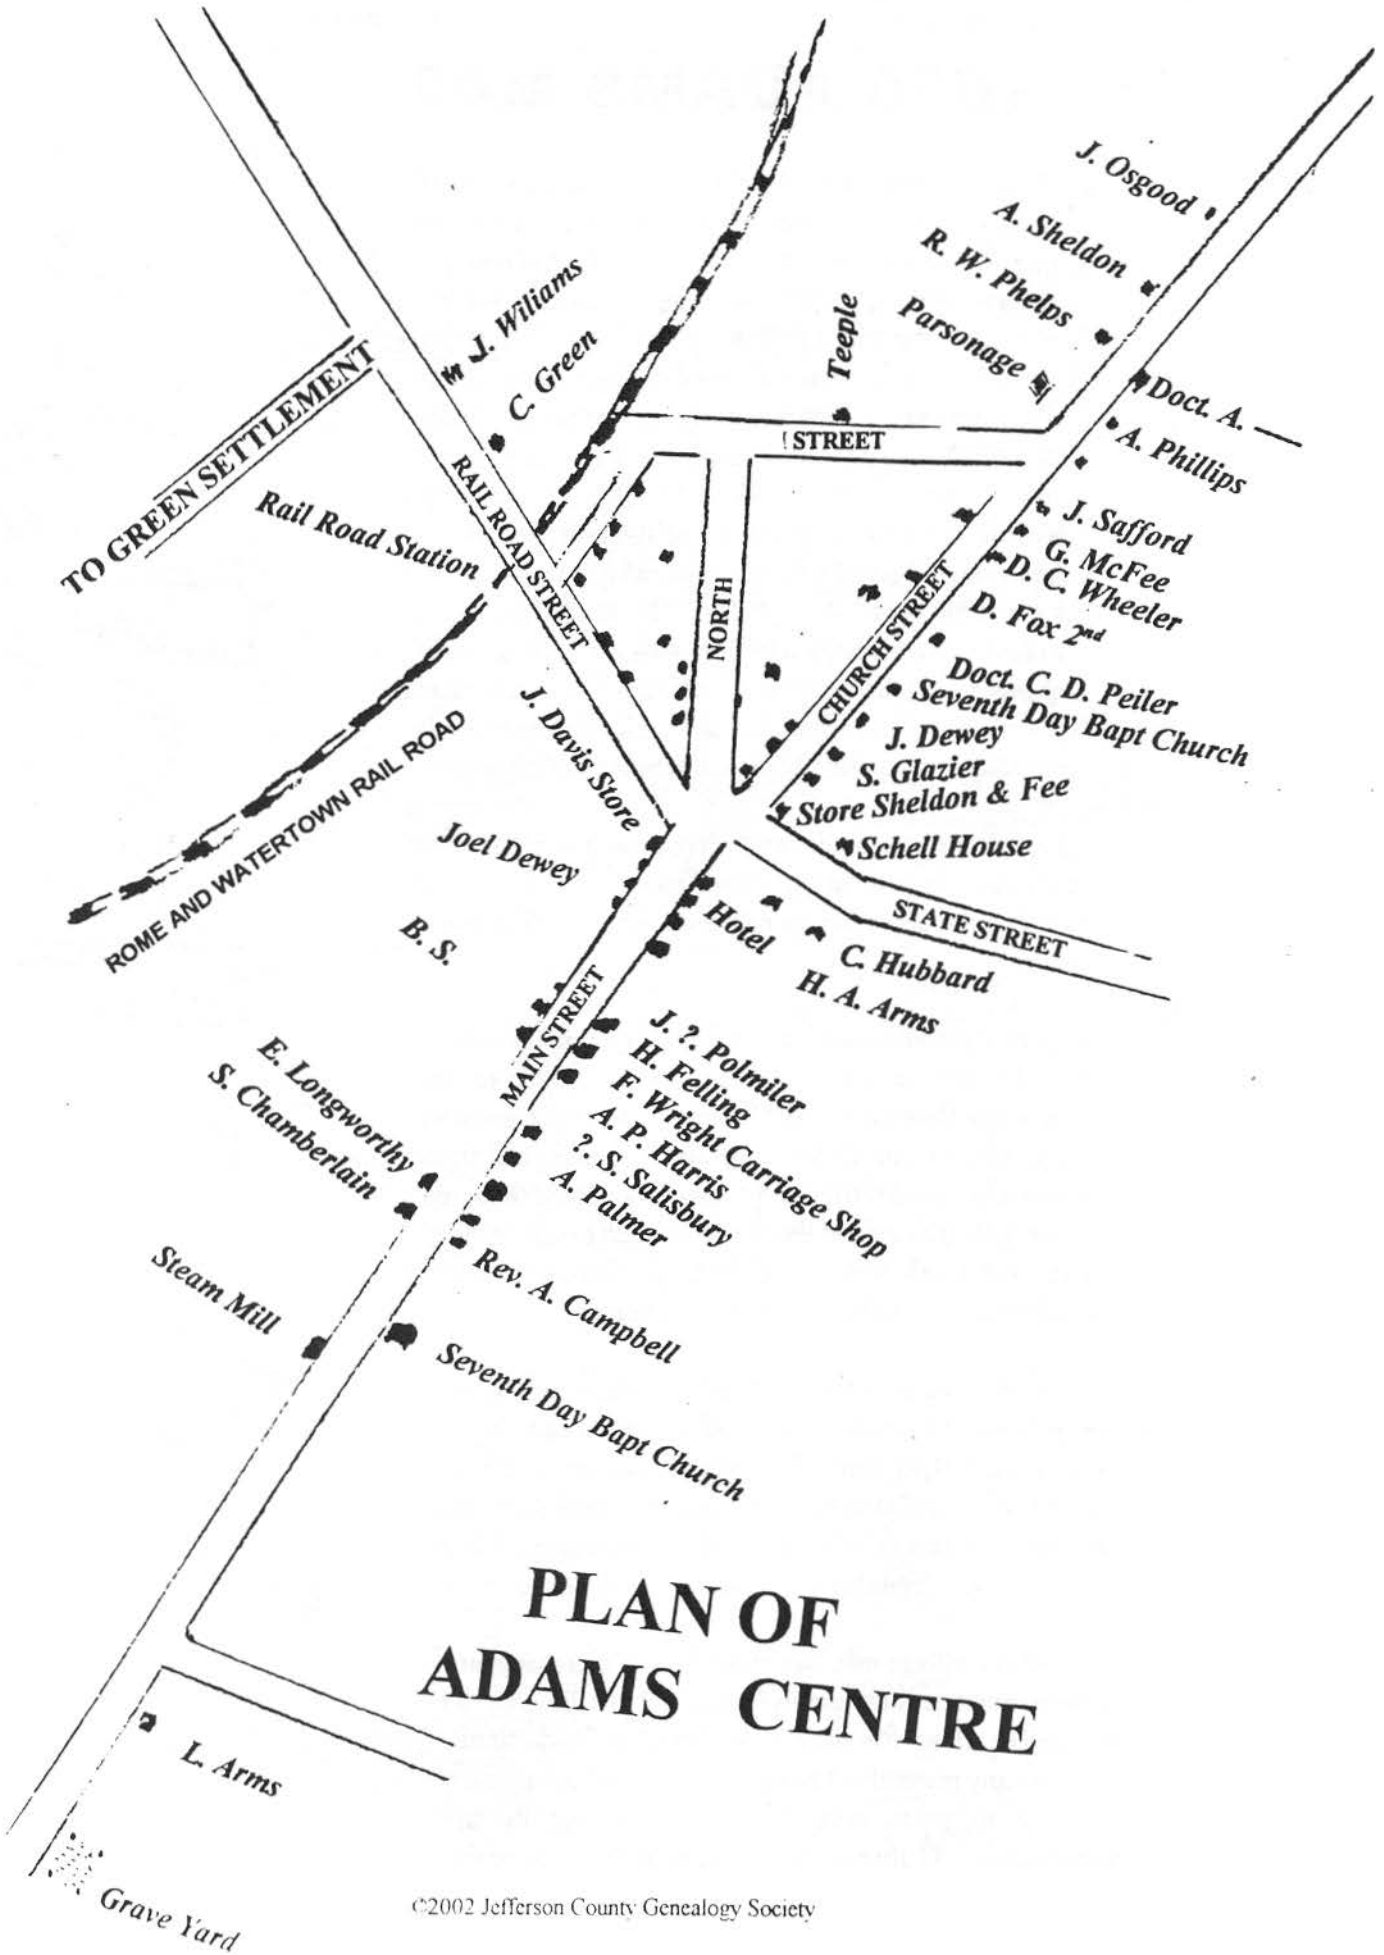 J. Osgood
A. Sheldon
R. W. Phelps
Parsonage
Teeple
J. Wiliams
C. Green
STREET
Doct. A. —
A. Phillips
TO GREEN SETTLEMENT
Rail Road Station
RAIL ROAD STREET
NORTH
CHURCH STREET
J. Safford
G. McFee
D. C. Wheeler
D. Fox 2nd
Doct. C. D. Peiler
Seventh Day Bapt Church
J. Dewey
S. Glazier
Store Sheldon & Fee
Schell House
J. Davis Store
ROME AND WATERTOWN RAIL ROAD
Joel Dewey
B. S.
Hotel
STATE STREET
C. Hubbard
H. A. Arms
MAIN STREET
J. ?. Polmiler
H. Felling
F. Wright Carriage Shop
A. P. Harris
?. S. Salisbury
A. Palmer
E. Longworthy
S. Chamberlain
Rev. A. Campbell
Steam Mill
Seventh Day Bapt Church
PLAN OF
ADAMS CENTRE
L. Arms
Grave Yard
©2002 Jefferson County Genealogy Society